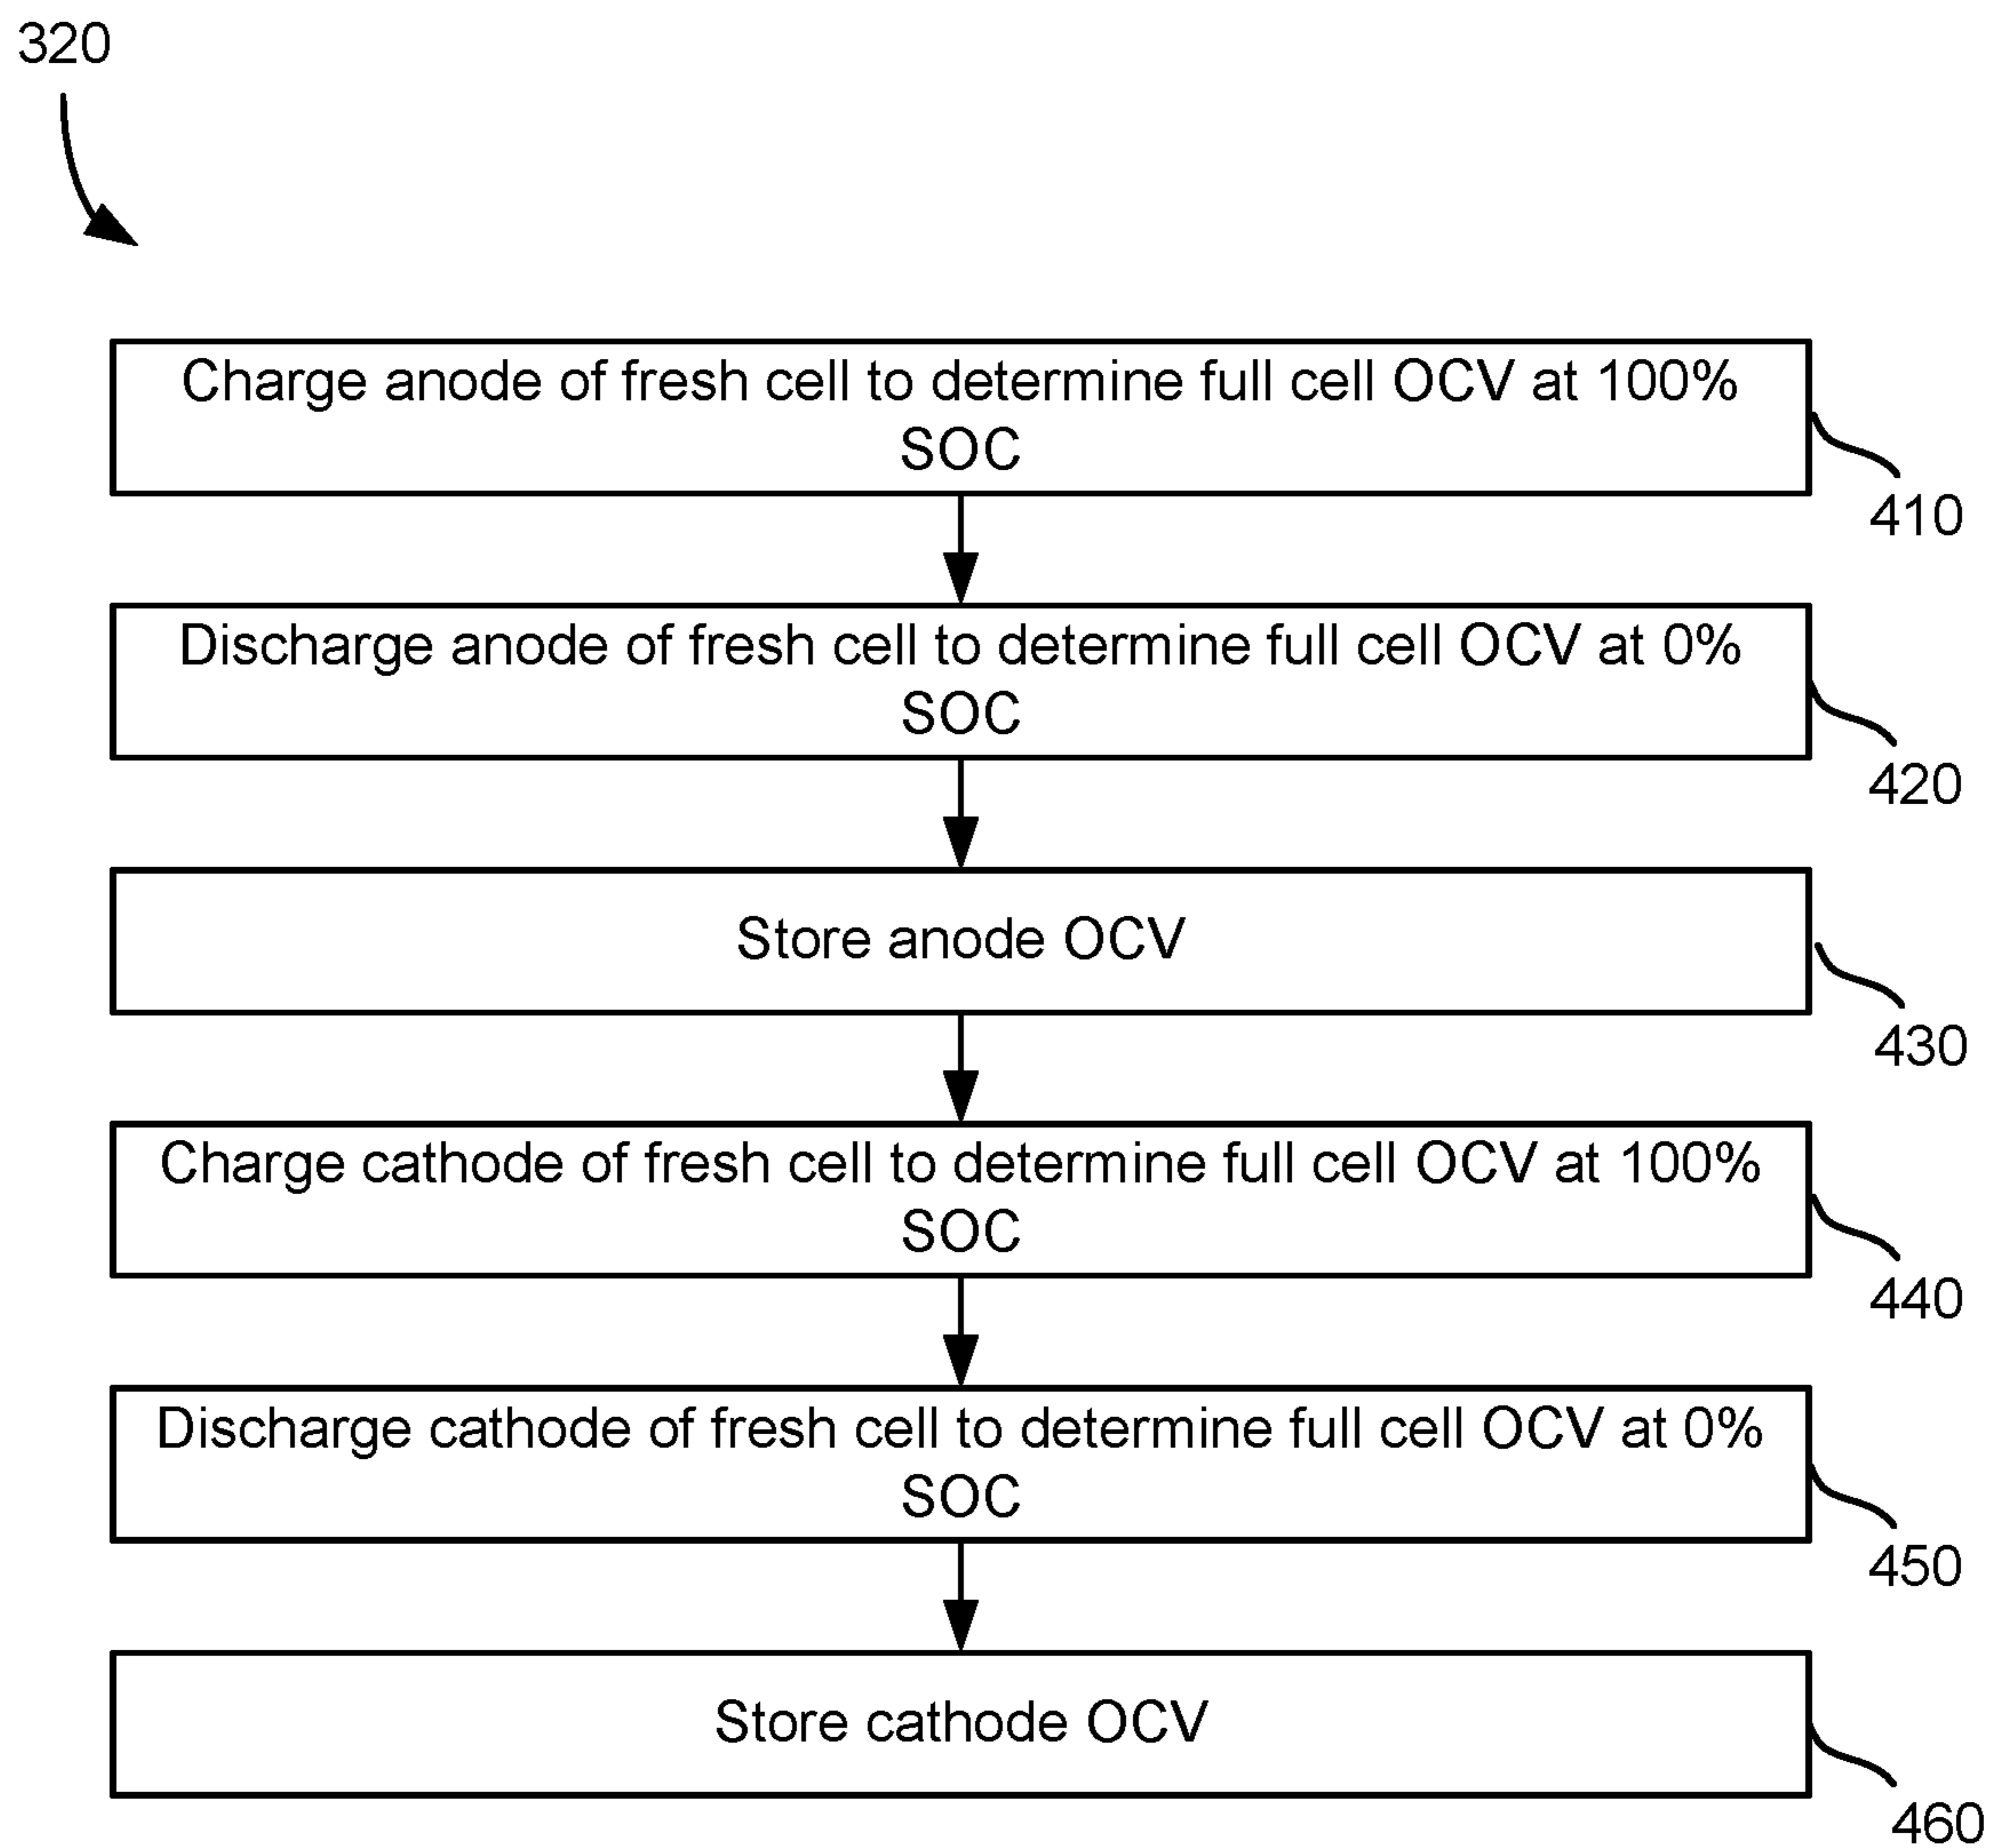 320
Charge anode of fresh cell to determine full cell OCV at 100%
SOC
410
Discharge anode of fresh cell to determine full cell OCV at 0%
SOC
420
Store anode OCV
430
Charge cathode of fresh cell to determine full cell OCV at 100%
SOC
440
Discharge cathode of fresh cell to determine full cell OCV at 0%
SOC
450
Store cathode OCV
460